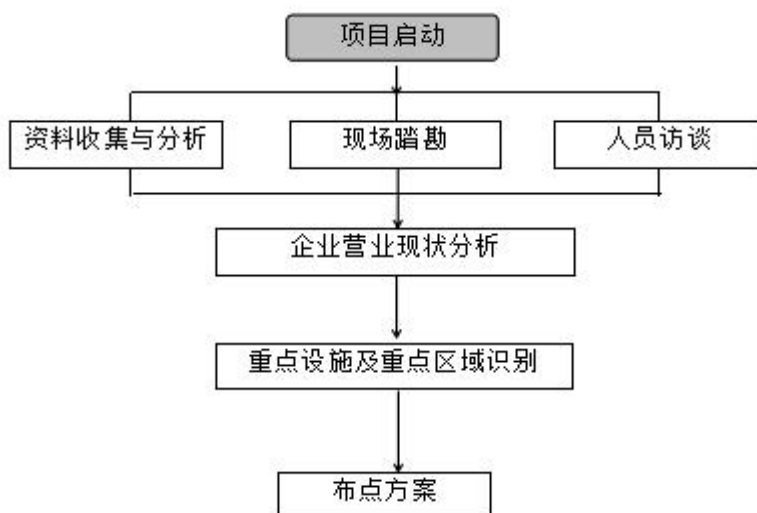 项目启动
资料收集与分析
现场踏勘
人员访谈
企业营业现状分析
重点设施及重点区域识别
布点方案